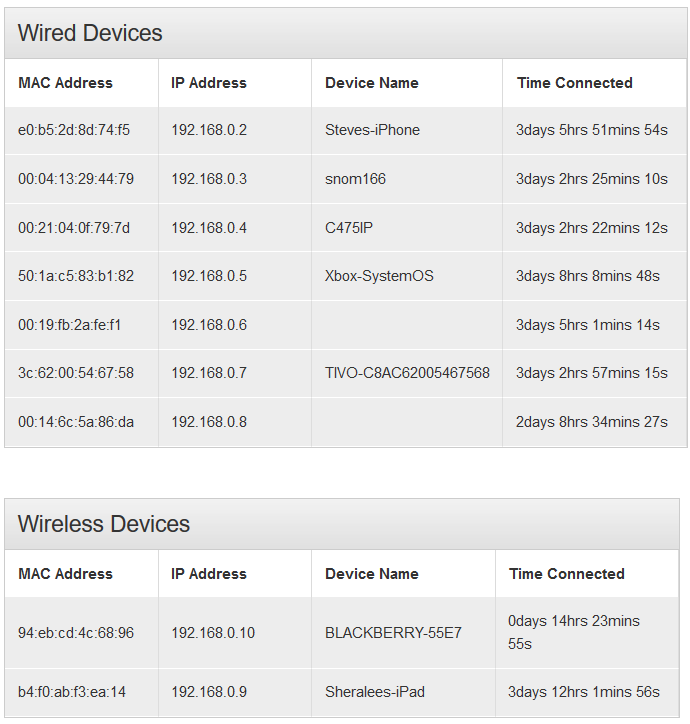 Wired Devices
MAC Address IP Address Device Name Time Connected
e0:b5:2d:8d:74:f5 192.168.0.2 Steves-iPhone 3days 5hrs 51mins 54s
00:04:13:29:44:79 192.168.0.3 snom166 3days 2hrs 25mins 10s
00:21:04:0f:79:7d 192.168.0.4 C475IP 3days 2hrs 22mins 12s
50:1a:c5:83:b1:82 192.168.0.5 Xbox-SystemOS 3days 8hrs 8mins 48s
00:19:fb:2a:fe:f1 192.168.0.6 3days 5hrs 1mins 14s
3c:62:00:54:67:58 192.168.0.7 TIVO-C8AC62005467568 3days 2hrs 57mins 15s
00:14:6c:5a:86:da 192.168.0.8 2days 8hrs 34mins 27s
Wireless Devices
MAC Address IP Address Device Name Time Connected
94:eb:cd:4c:68:96 192.168.0.10 BLACKBERRY-55E7 0days 14hrs 23mins
55s
b4:f0:ab:f3:ea:14 192.168.0.9 Sheralees-iPad 3days 12hrs 1mins 56s